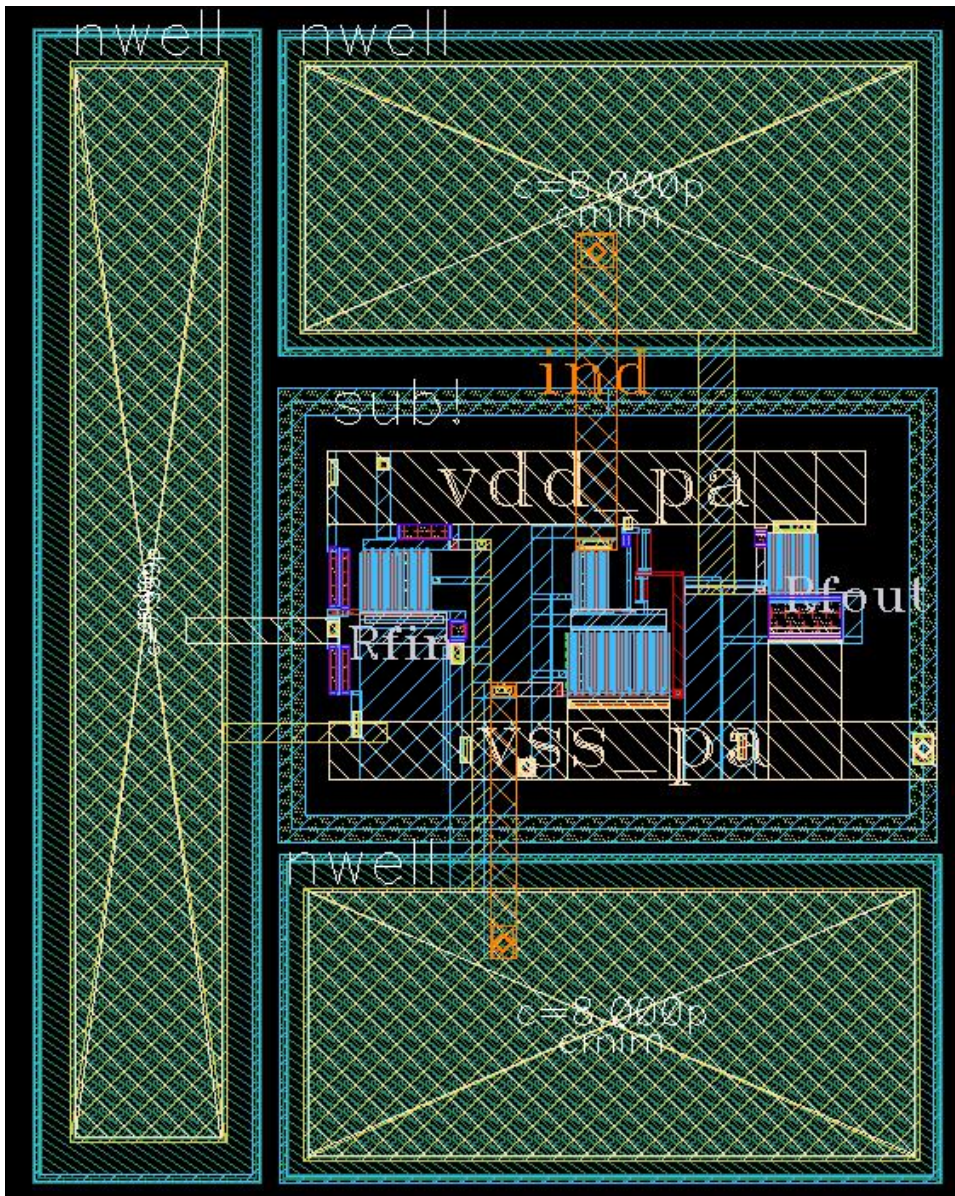 nwell
nwell
c=8.000p
cmim
ind
sub!
vdd_pa
Rfout
Rfin
vss_pa
nwell
c=8.000p
cmim